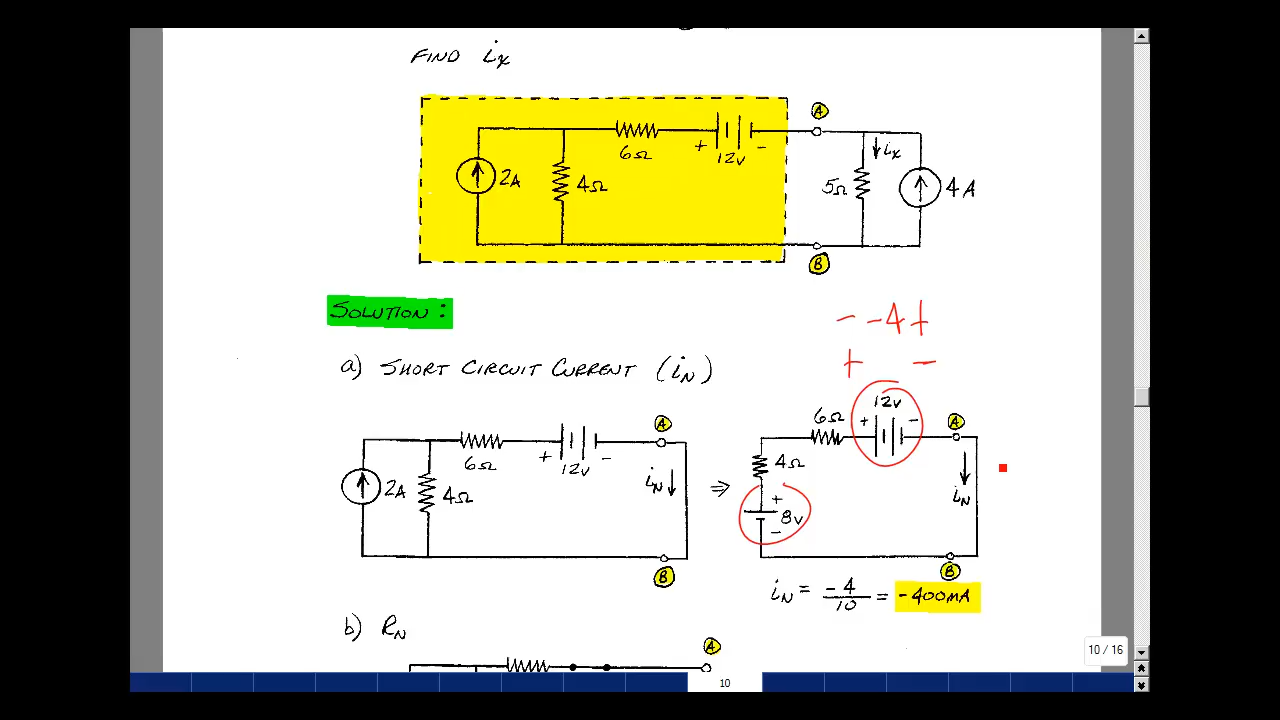 FIND ix
A
6Ω
+ 12V -
ix
2A
4Ω
5Ω
4A
B
SOLUTION:
- -4 +
+ -
a) SHORT CIRCUIT CURRENT (iN)
12V
A
6Ω
+ -
A
6Ω
+ 12V -
4Ω
iN
2A
4Ω
iN
⇒
+
8V
-
B
B
iN = -4/10 = -400MA
b) RN
A
10 / 16
10